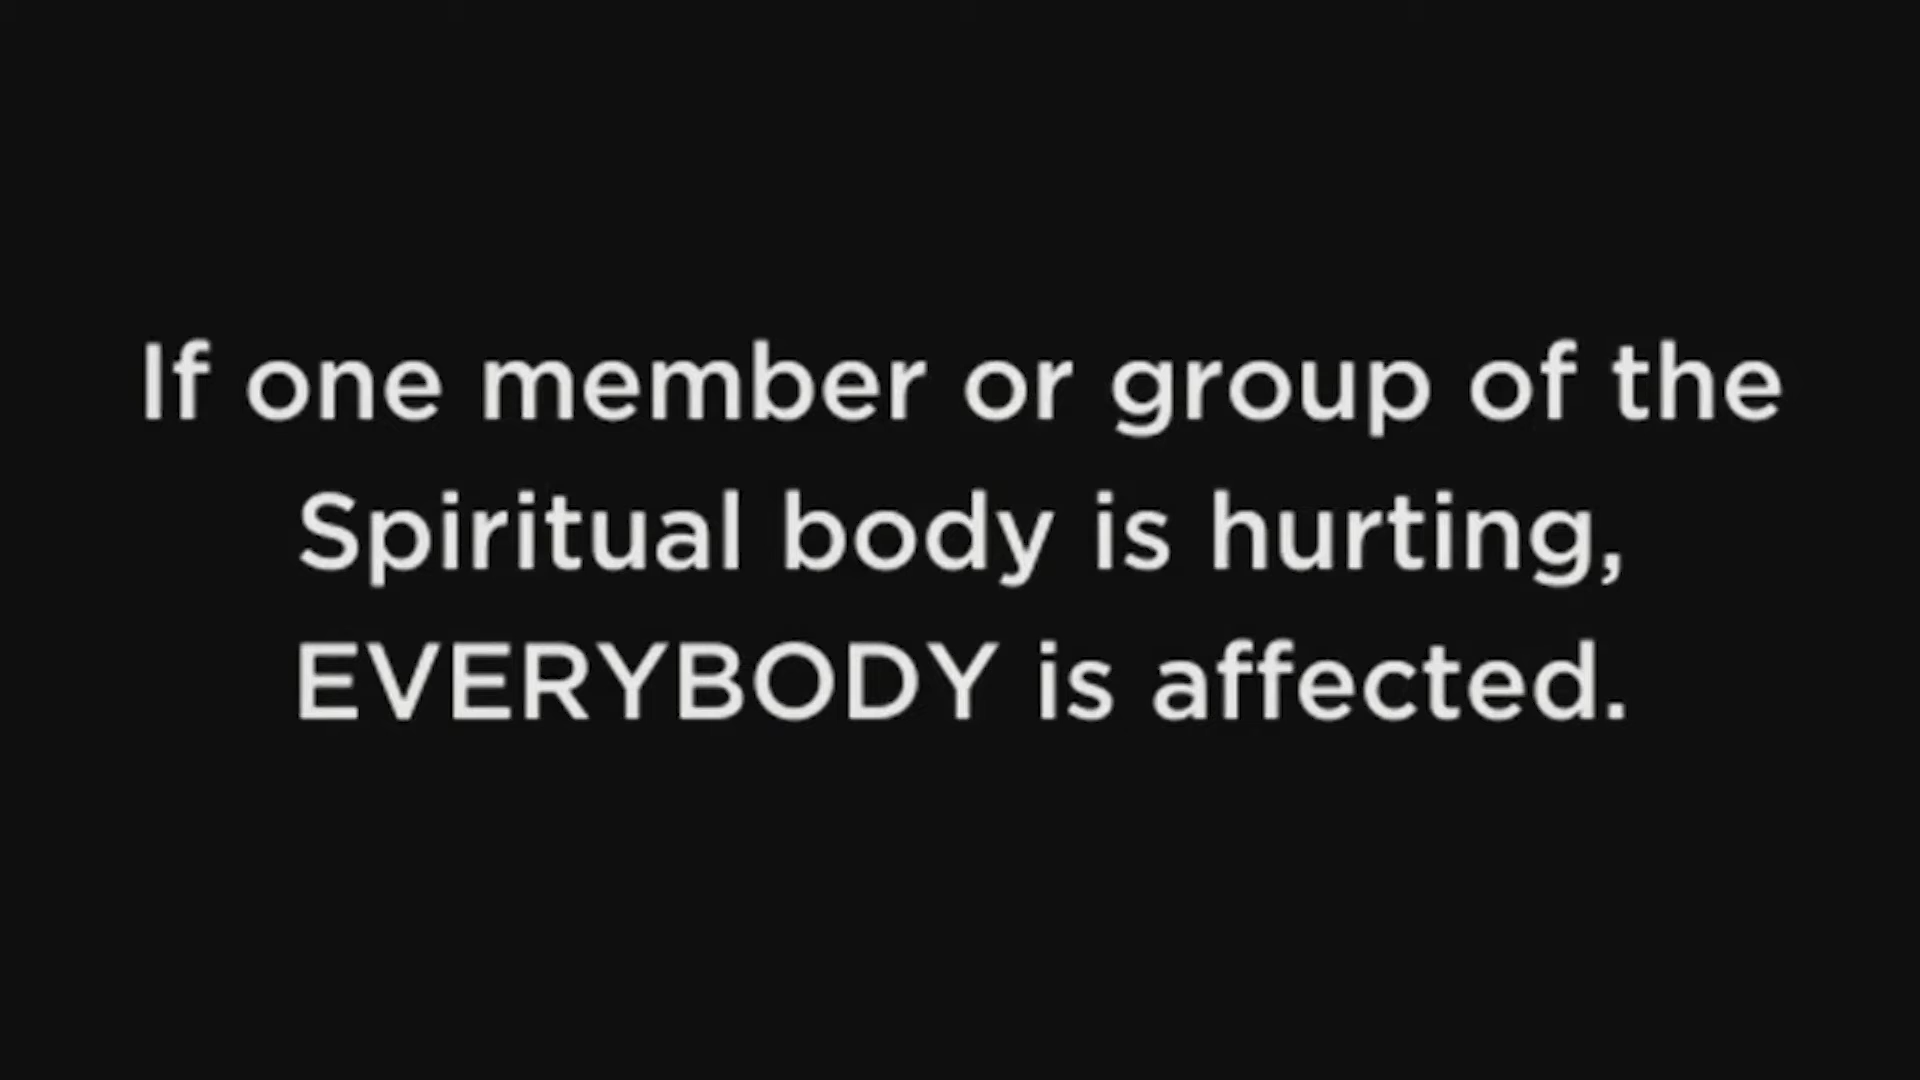 If one member or group of the
Spiritual body is hurting,
EVERYBODY is affected.